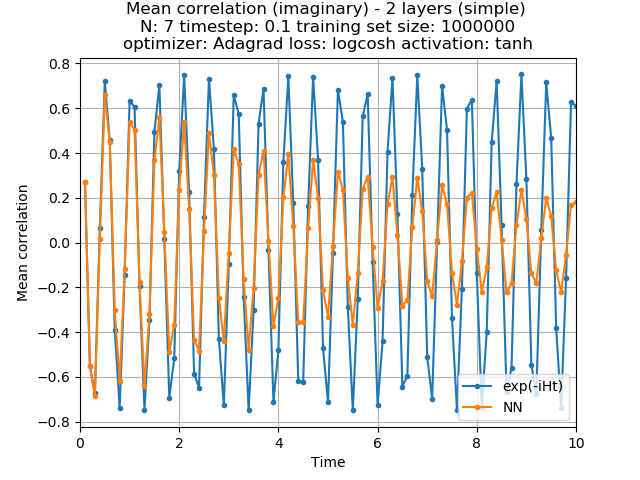 Mean correlation (imaginary) - 2 layers (simple)
N: 7 timestep: 0.1 training set size: 1000000
optimizer: Adagrad loss: logcosh activation: tanh
0.8
0.6
0.4
0.2
0.0
−0.2
−0.4
−0.6
−0.8
Mean correlation
0 2 4 6 8 10
Time
exp(-iHt)
NN